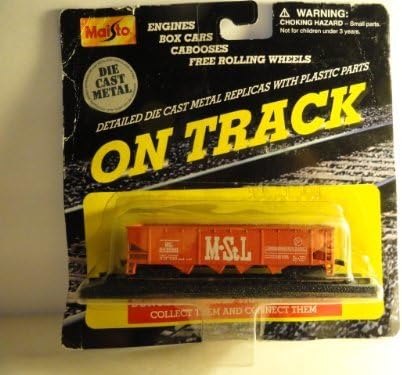 Maisto
ENGINES
BOX CARS
CABOOSES
FREE ROLLING WHEELS
⚠ WARNING:
CHOKING HAZARD - Small parts.
Not for children under 3 years.
DIE
CAST
METAL
DETAILED DIE CAST METAL REPLICAS WITH PLASTIC PARTS
ON TRACK
M&StL
COLLECT THEM AND CONNECT THEM